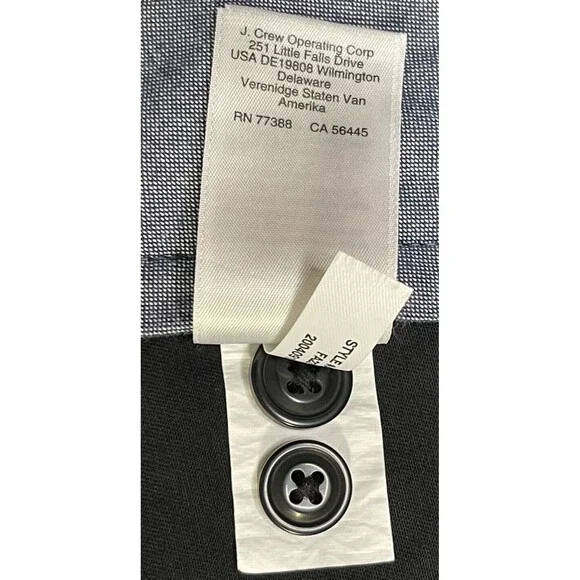 J. Crew Operating Corp
251 Little Falls Drive
USA DE19808 Wilmington
Delaware
Verenidge Staten Van
Amerika
RN 77388 CA 56445
STYLE